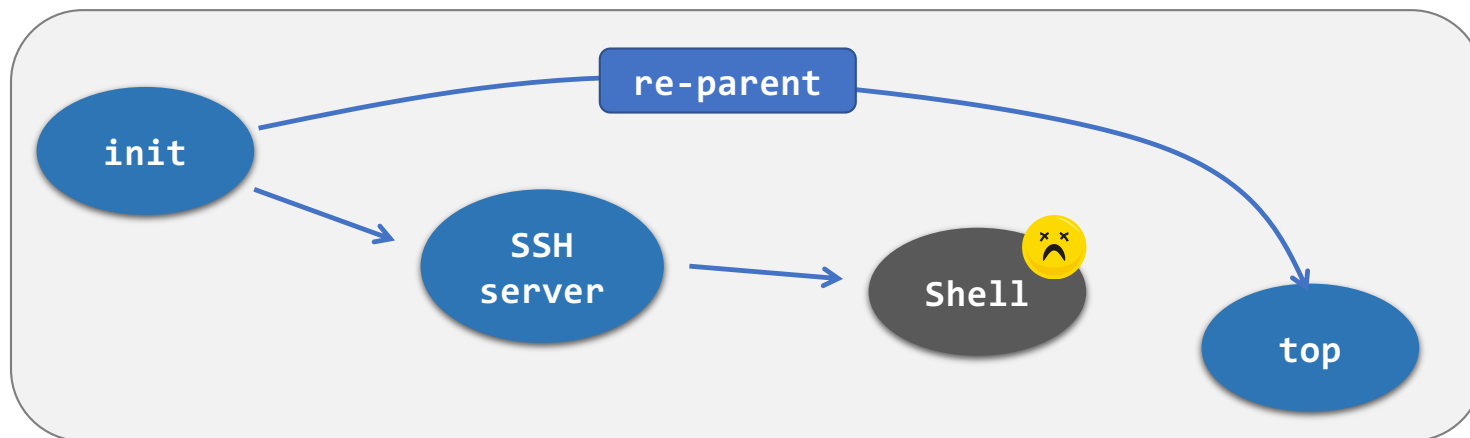 re-parent
init
SSH
server
Shell
top